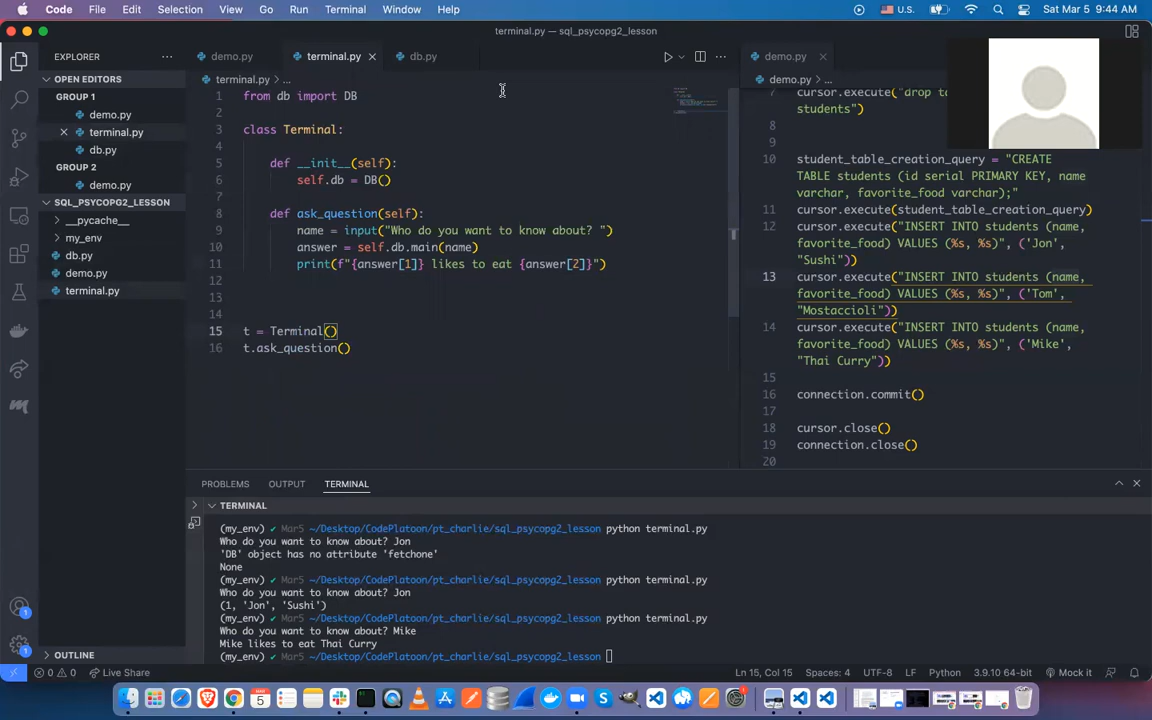 Code File Edit Selection View Go Run Terminal Window Help U.S. Sat Mar 5 9:44 AM
terminal.py — sql_psycopg2_lesson
EXPLORER
OPEN EDITORS
GROUP 1
demo.py
terminal.py
db.py
GROUP 2
demo.py
SQL_PSYCOPG2_LESSON
__pycache__
my_env
db.py
demo.py
terminal.py
OUTLINE
demo.py terminal.py db.py
terminal.py > ...
1 from db import DB
2
3 class Terminal:
4
5 def __init__(self):
6 self.db = DB()
7
8 def ask_question(self):
9 name = input("Who do you want to know about? ")
10 answer = self.db.main(name)
11 print(f"{answer[1]} likes to eat {answer[2]}")
12
13
14
15 t = Terminal()
16 t.ask_question()
demo.py
demo.py > ...
7 cursor.execute("drop ta
students")
8
9
10 student_table_creation_query = "CREATE
TABLE students (id serial PRIMARY KEY, name
varchar, favorite_food varchar);"
11 cursor.execute(student_table_creation_query)
12 cursor.execute("INSERT INTO students (name,
favorite_food) VALUES (%s, %s)", ('Jon',
"Sushi"))
13 cursor.execute("INSERT INTO students (name,
favorite_food) VALUES (%s, %s)", ('Tom',
"Mostaccioli"))
14 cursor.execute("INSERT INTO students (name,
favorite_food) VALUES (%s, %s)", ('Mike',
"Thai Curry"))
15
16 connection.commit()
17
18 cursor.close()
19 connection.close()
20
PROBLEMS OUTPUT TERMINAL
TERMINAL
(my_env) ✔ Mar5 ~/Desktop/CodePlatoon/pt_charlie/sql_psycopg2_lesson python terminal.py
Who do you want to know about? Jon
'DB' object has no attribute 'fetchone'
None
(my_env) ✔ Mar5 ~/Desktop/CodePlatoon/pt_charlie/sql_psycopg2_lesson python terminal.py
Who do you want to know about? Jon
(1, 'Jon', 'Sushi')
(my_env) ✔ Mar5 ~/Desktop/CodePlatoon/pt_charlie/sql_psycopg2_lesson python terminal.py
Who do you want to know about? Mike
Mike likes to eat Thai Curry
(my_env) ✔ Mar5 ~/Desktop/CodePlatoon/pt_charlie/sql_psycopg2_lesson
0 0 Live Share Ln 15, Col 15 Spaces: 4 UTF-8 LF Python 3.9.10 64-bit Mock it